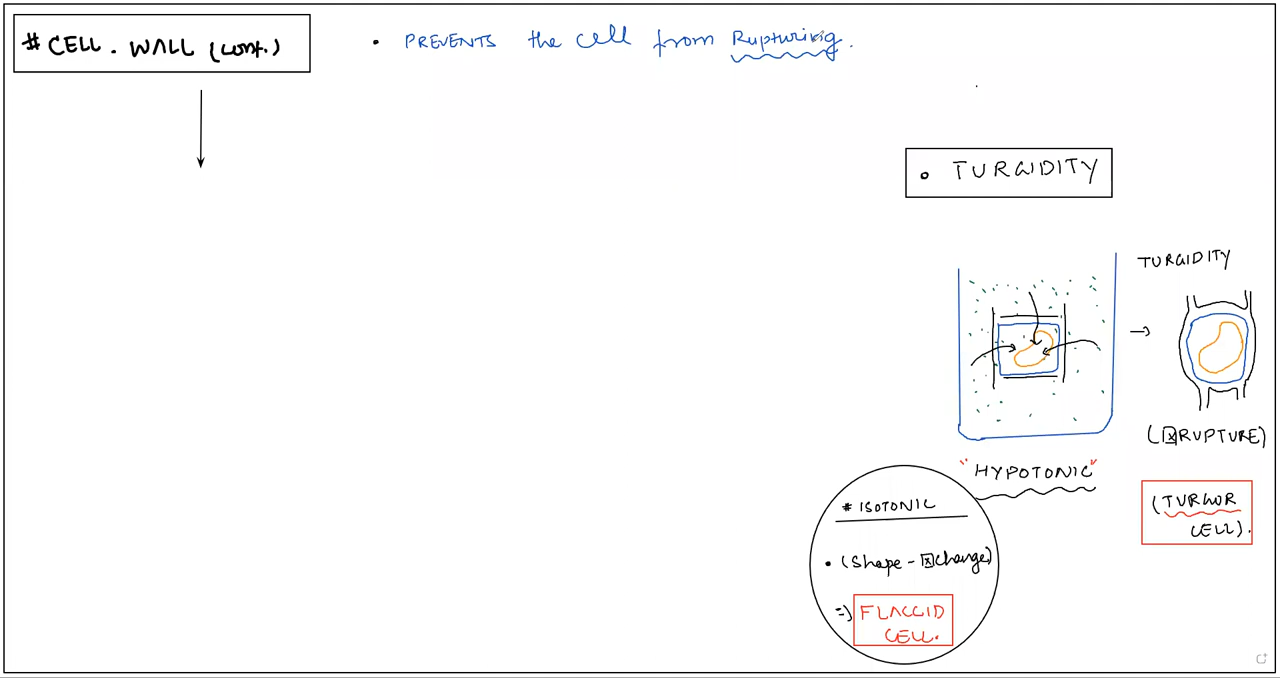 # CELL. WALL (cont.)
• PREVENTS the cell from Rupturing.
• TURGIDITY
TURGIDITY
(☒RUPTURE)
"HYPOTONIC"
(TURGOR
CELL).
# ISOTONIC
• (Shape - ☒change)
=) FLACCID
CELL.